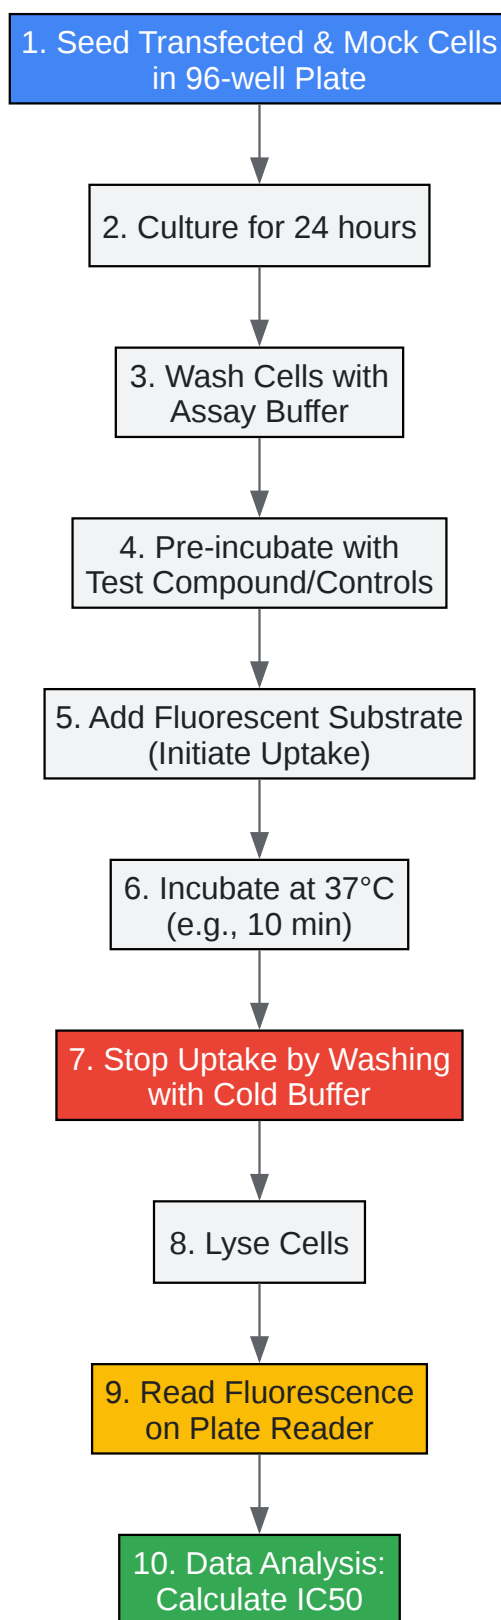 1. Seed Transfected & Mock Cells
in 96-well Plate
2. Culture for 24 hours
3. Wash Cells with
Assay Buffer
4. Pre-incubate with
Test Compound/Controls
5. Add Fluorescent Substrate
(Initiate Uptake)
6. Incubate at 37°C
(e.g., 10 min)
7. Stop Uptake by Washing
with Cold Buffer
8. Lyse Cells
9. Read Fluorescence
on Plate Reader
10. Data Analysis:
Calculate IC50